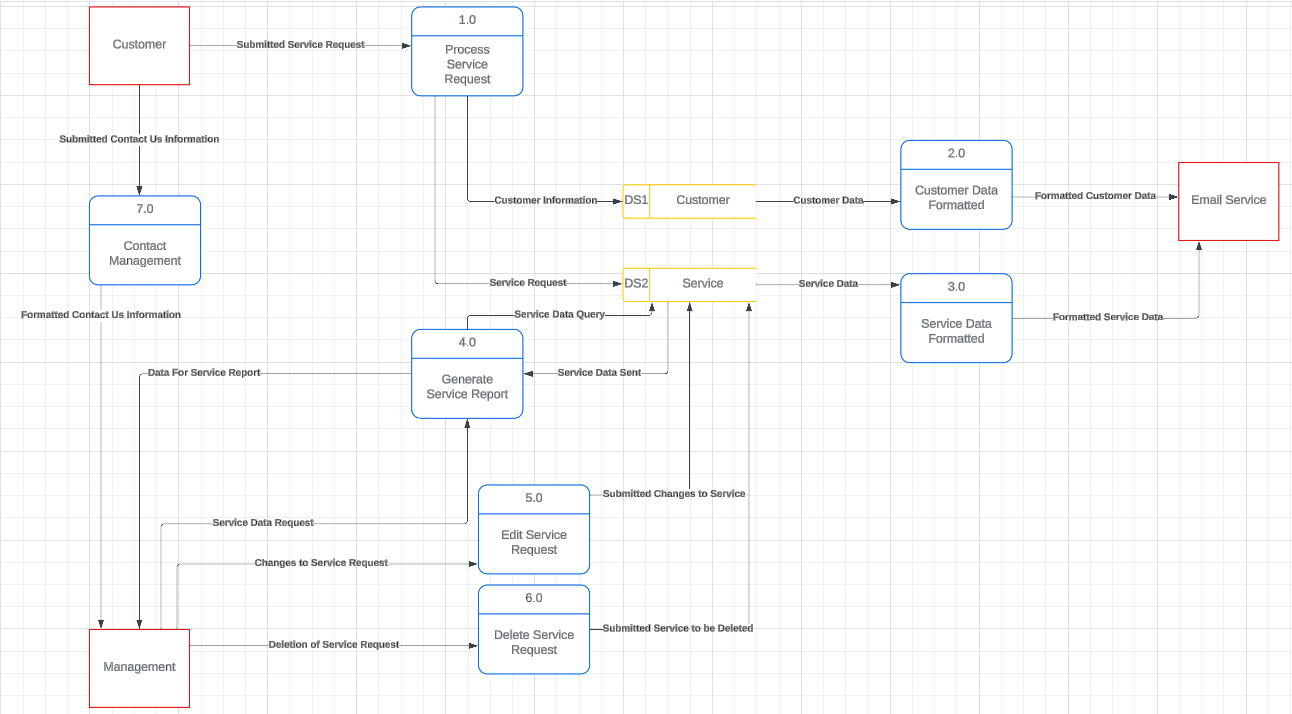 Customer
Submitted Service Request
1.0
Process
Service
Request
Submitted Contact Us Information
2.0
Customer Data
Formatted
Formatted Customer Data
Email Service
7.0
Contact
Management
Customer Information
DS1
Customer
Customer Data
Service Request
DS2
Service
Service Data
3.0
Service Data
Formatted
Formatted Service Data
Formatted Contact Us Information
Service Data Query
4.0
Generate
Service Report
Data For Service Report
Service Data Sent
5.0
Edit Service
Request
Submitted Changes to Service
Service Data Request
Changes to Service Request
6.0
Delete Service
Request
Submitted Service to be Deleted
Deletion of Service Request
Management